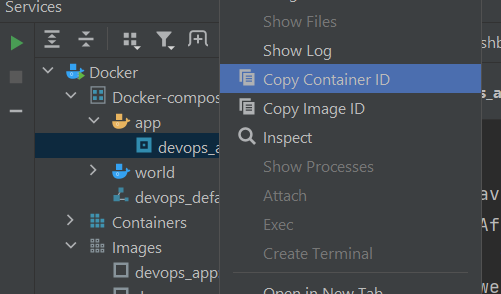 Services
Docker
Docker-compos
app
devops_a
world
devops_defa
Containers
Images
devops_app
Show Files
Show Log
Copy Container ID
Copy Image ID
Inspect
Show Processes
Attach
Exec
Create Terminal
Open in New Tab
shb
s_a
av
Af
we